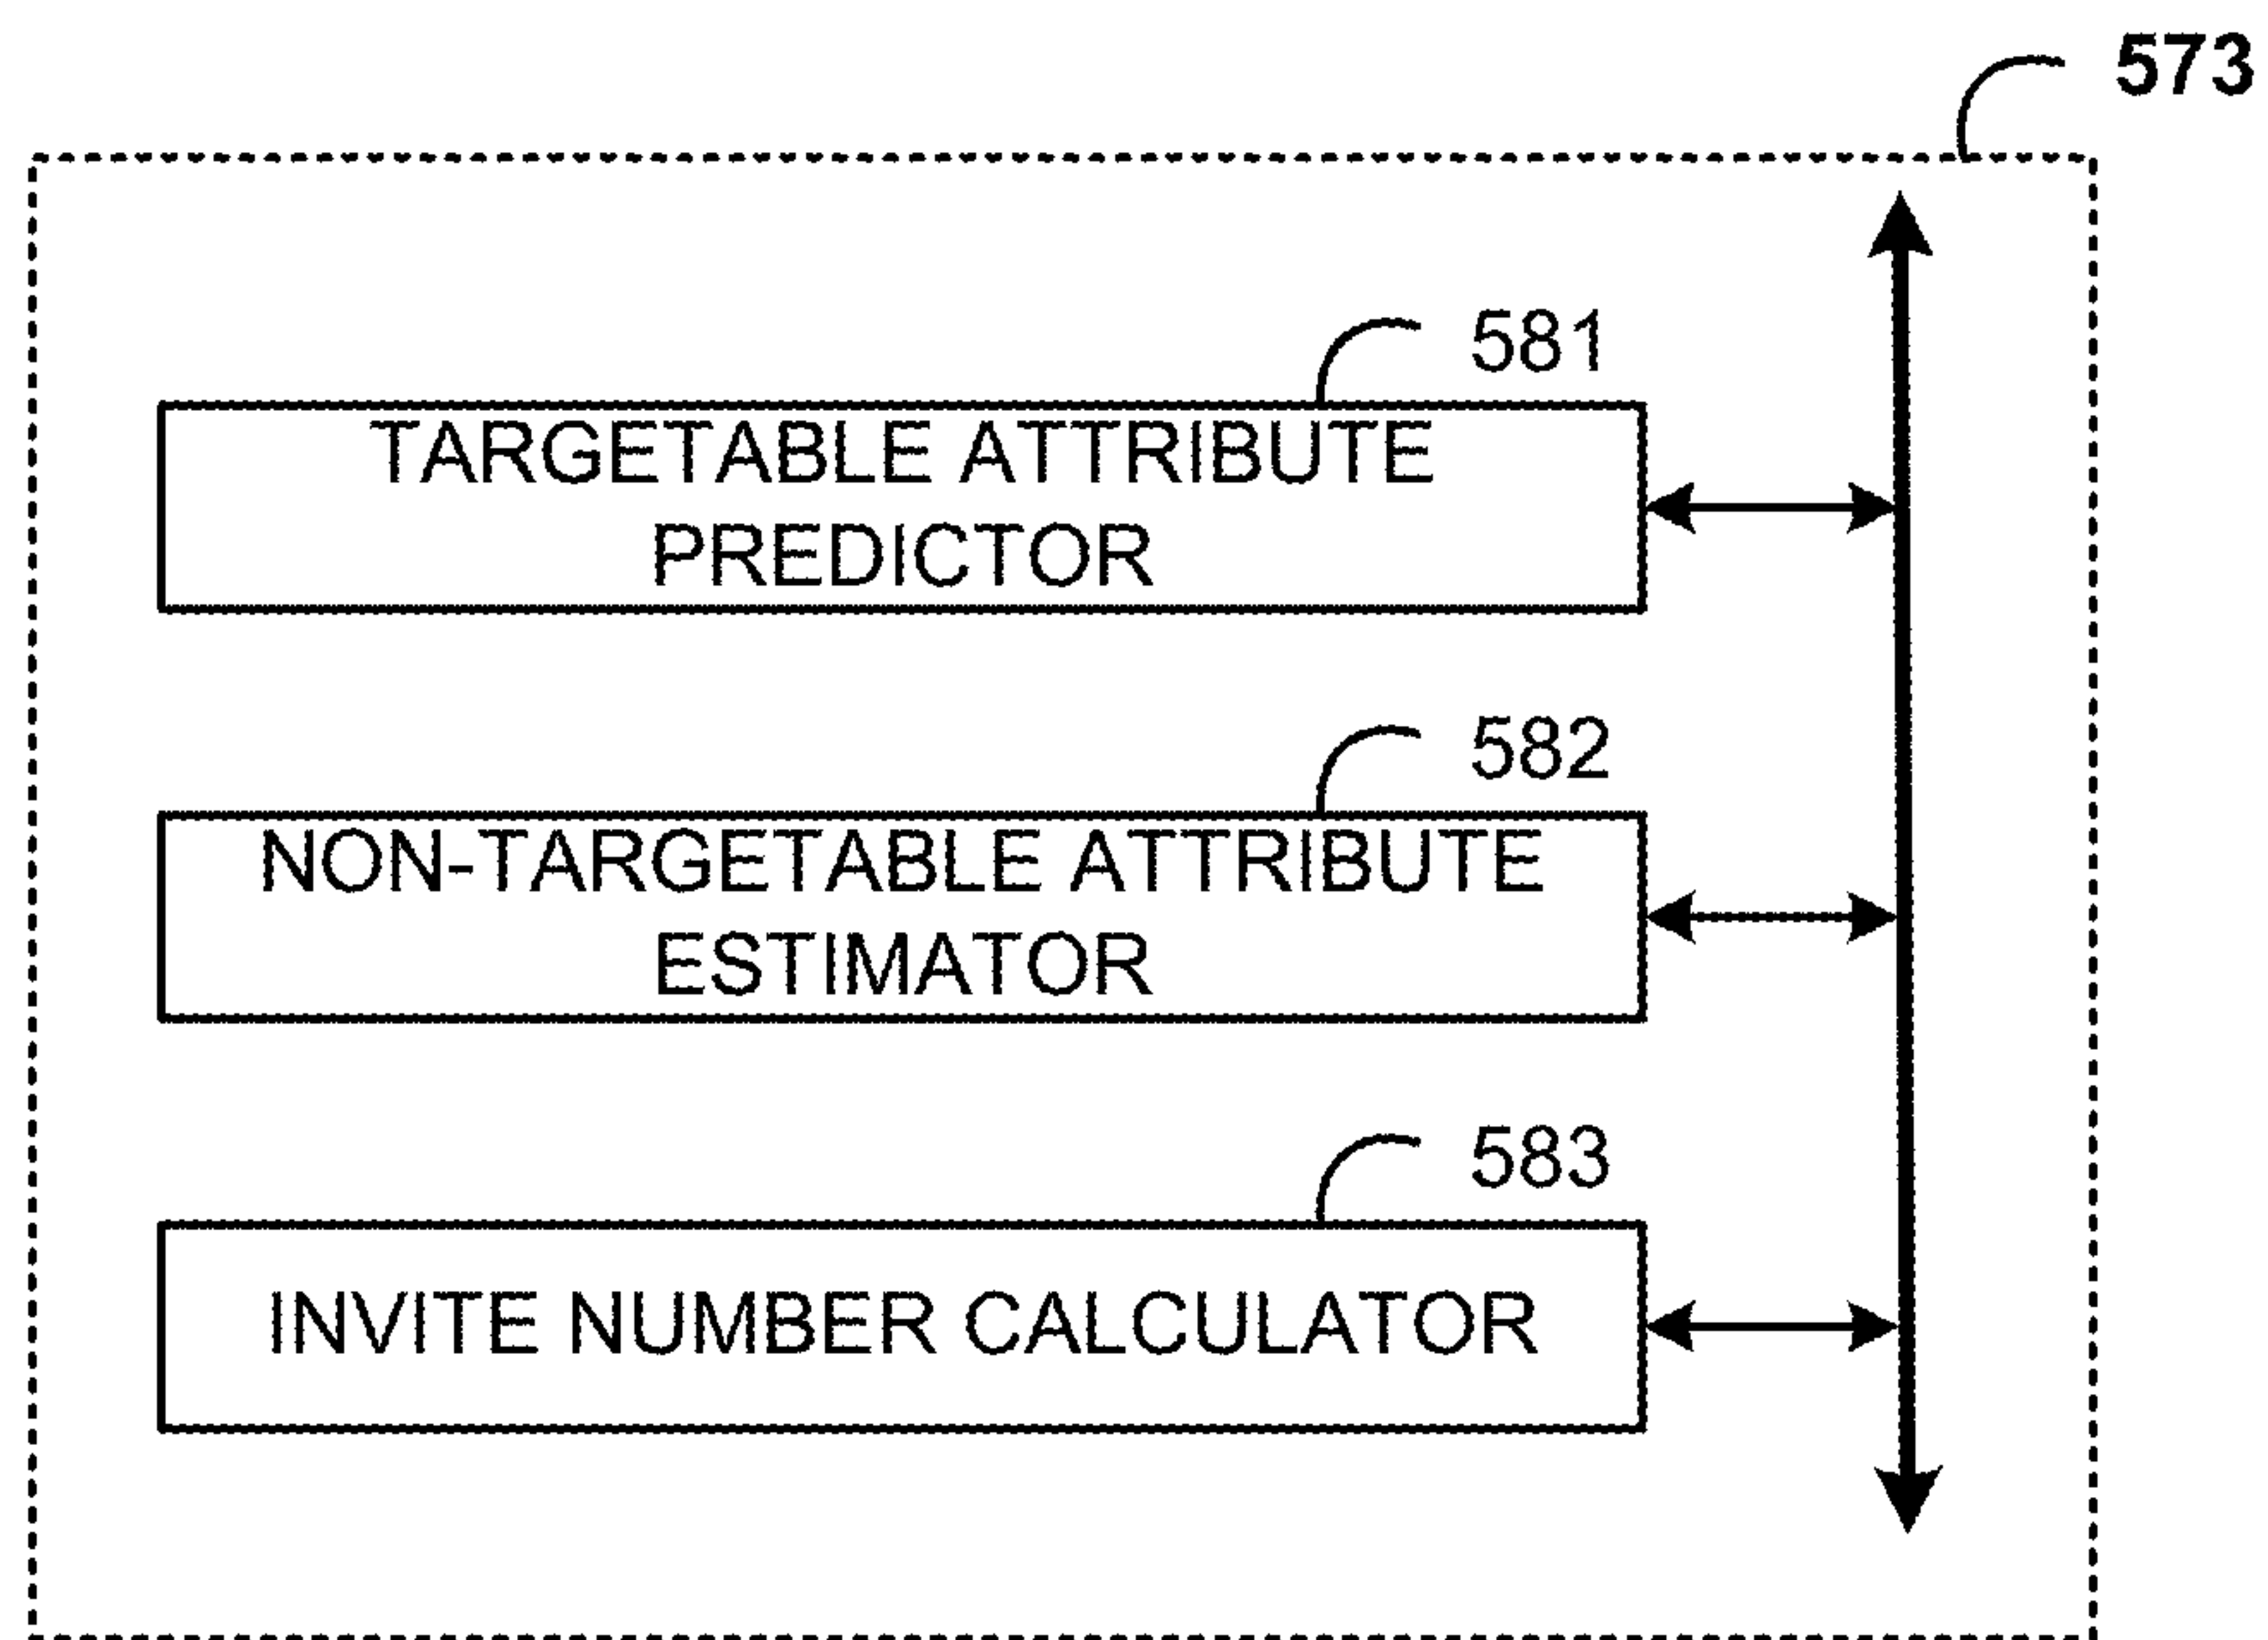 573
581
TARGETABLE ATTRIBUTE
PREDICTOR
582
NON-TARGETABLE ATTRIBUTE
ESTIMATOR
583
INVITE NUMBER CALCULATOR